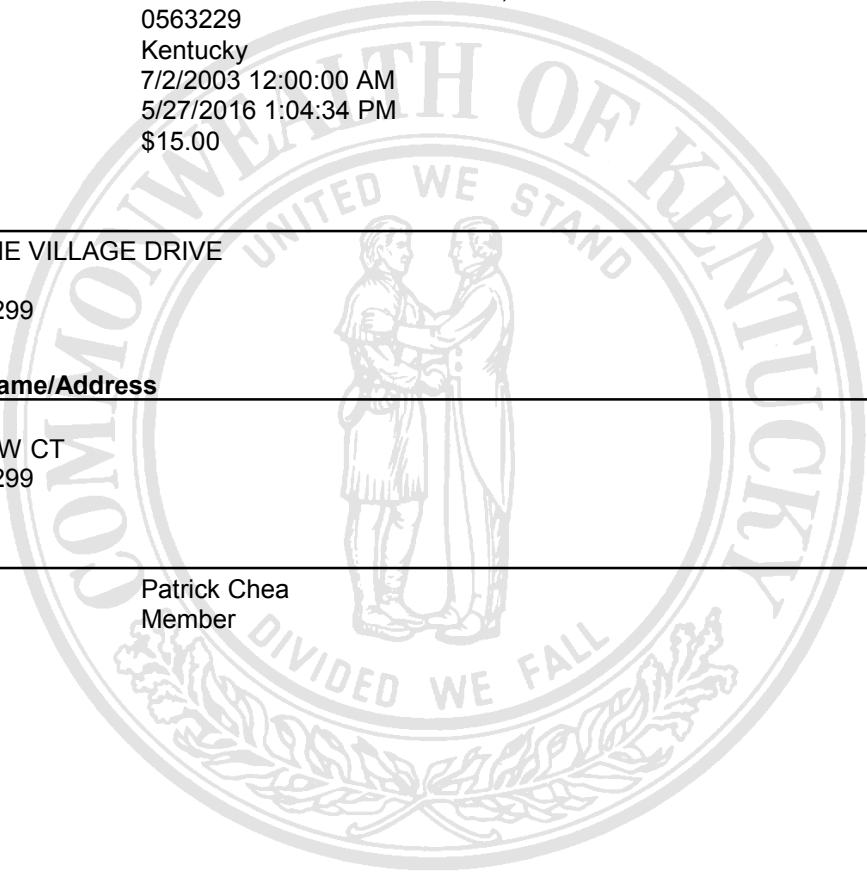 0563229
Kentucky
7/2/2003 12:00:00 AM
5/27/2016 1:04:34 PM
$15.00
COMMONWEALTH OF KENTUCKY
UNITED WE STAND
E VILLAGE DRIVE
299
ame/Address
W CT
299
Patrick Chea
Member
DIVIDED WE FALL